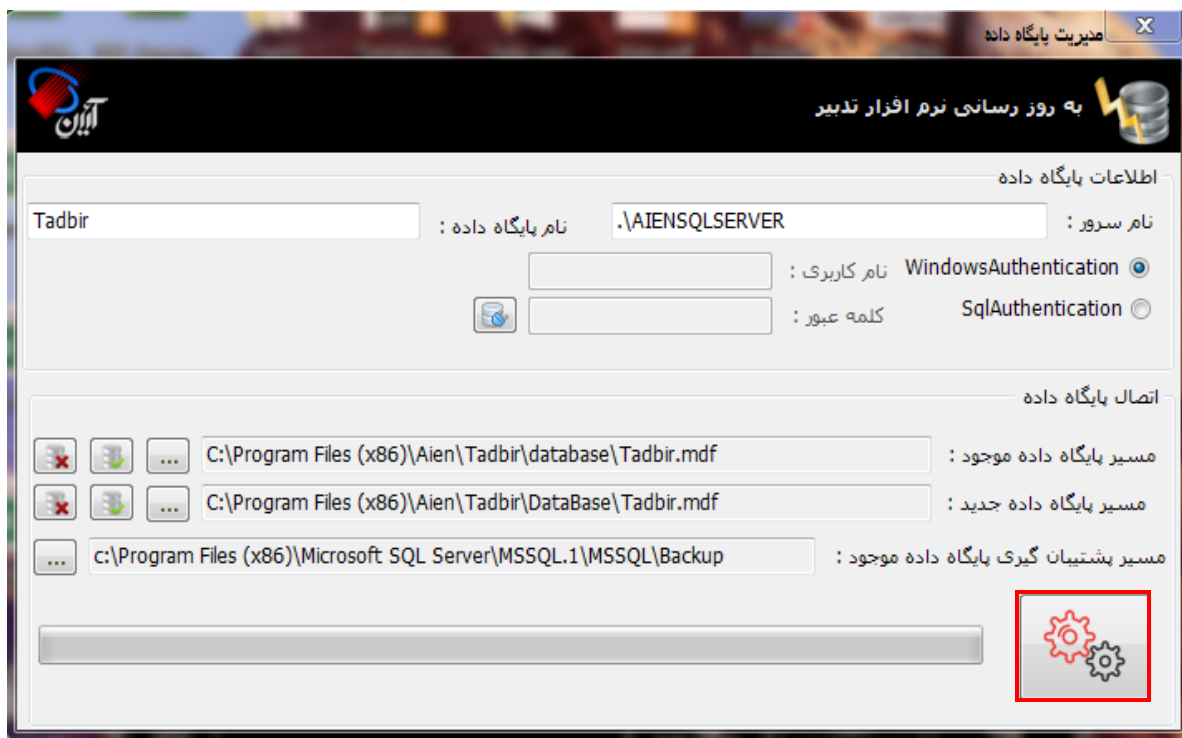 مدیریت پایگاه داده
X
به روز رسانی نرم افزار تدبیر
آیین
اطلاعات پایگاه داده
نام سرور : .\AIENSQLSERVER نام پایگاه داده : Tadbir
WindowsAuthentication نام کاربری :
SqlAuthentication کلمه عبور :
اتصال پایگاه داده
مسیر پایگاه داده موجود : C:\Program Files (x86)\Aien\Tadbir\database\Tadbir.mdf ...
مسیر پایگاه داده جدید : C:\Program Files (x86)\Aien\Tadbir\DataBase\Tadbir.mdf ...
مسیر پشتیبان گیری پایگاه داده موجود : c:\Program Files (x86)\Microsoft SQL Server\MSSQL.1\MSSQL\Backup ...